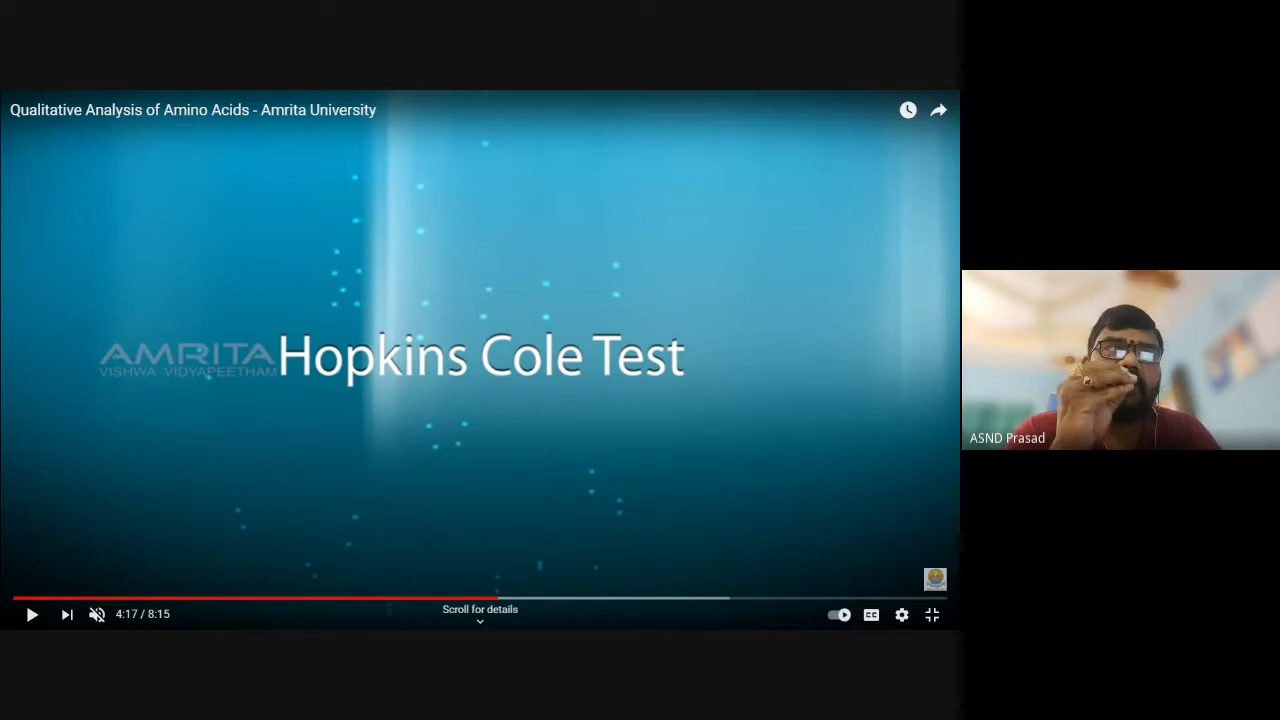 Qualitative Analysis of Amino Acids - Amrita University
AMRITA
VISHWA VIDYAPEETHAM
Hopkins Cole Test
ASND Prasad
4:17 / 8:15
CC
Scroll for details